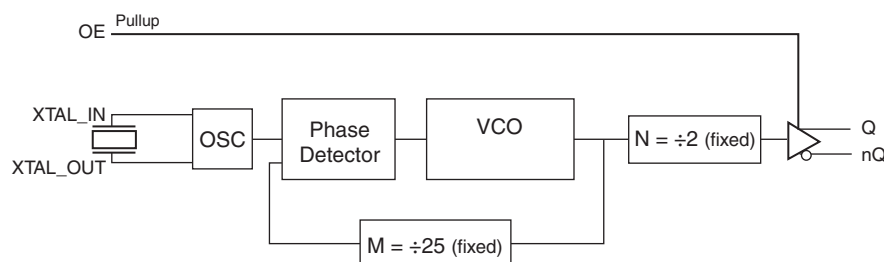 OE Pullup
XTAL_IN
XTAL_OUT
OSC
Phase
Detector
VCO
N = ÷2 (fixed)
Q
nQ
M = ÷25 (fixed)